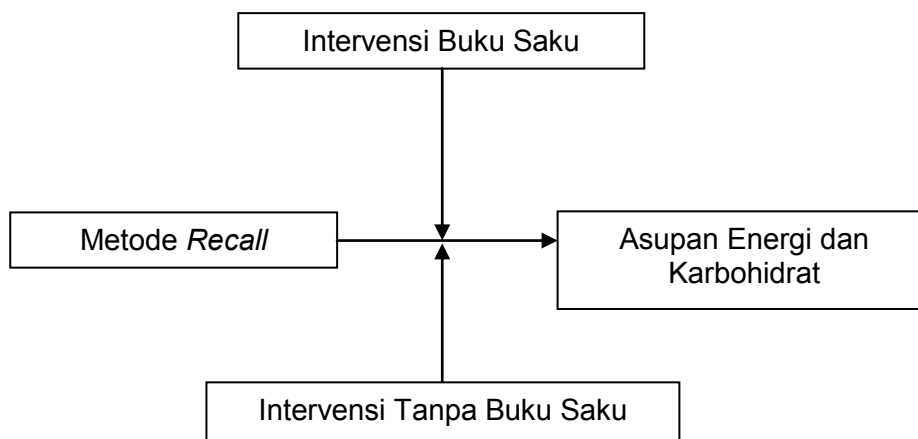 Intervensi Buku Saku
Metode Recall
Asupan Energi dan
Karbohidrat
Intervensi Tanpa Buku Saku